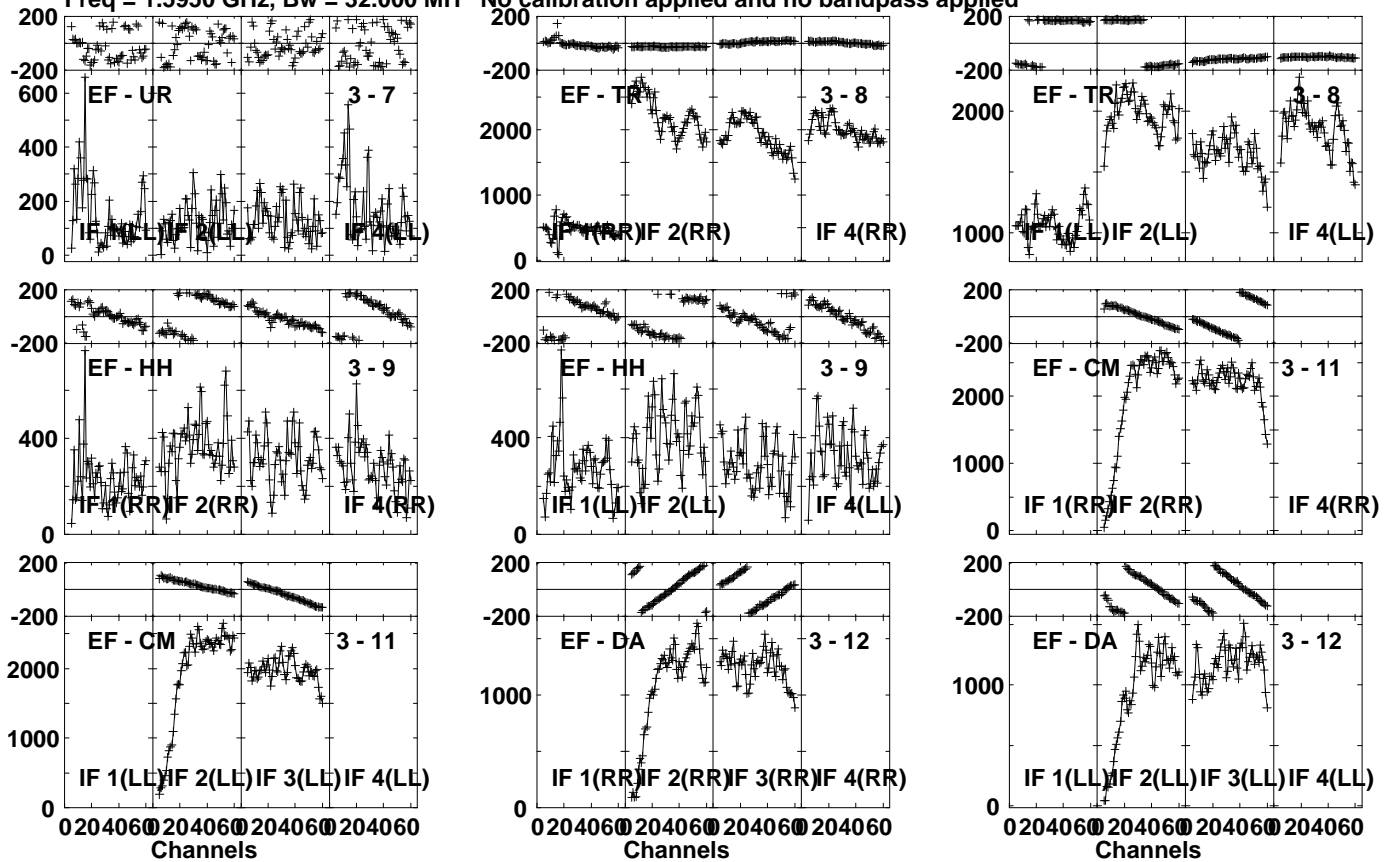 Freq = 1.5950 GHz, Bw = 32.000 MH No calibration applied and no bandpass applied
200 200 200
-200 -200 -200
600 EF - UR 3 - 7 EF - TR 3 - 8 EF - TR 3 - 8
400 2000 2000
200 1000
0 IF 1(LL) IF 2(LL) IF 4(LL) 0 IF 1(RR) IF 2(RR) IF 4(RR) 1000 IF 1(LL) IF 2(LL) IF 4(LL)
200 200 200
-200 -200 -200
EF - HH 3 - 9 EF - HH 3 - 9 EF - CM 3 - 11
400 400 2000
1000
IF 1(RR) IF 2(RR) IF 4(RR) IF 1(LL) IF 2(LL) IF 4(LL) IF 1(RR) IF 2(RR) IF 4(RR)
0 0 0
200 200 200
-200 -200 -200
EF - CM 3 - 11 EF - DA 3 - 12 EF - DA 3 - 12
2000 1000 1000
1000
IF 1(LL) IF 2(LL) IF 3(LL) IF 4(LL) IF 1(RR) IF 2(RR) IF 3(RR) IF 4(RR) IF 1(LL) IF 2(LL) IF 3(LL) IF 4(LL)
0 0 0
0 20 40 60 0 20 40 60 0 20 40 60 0 20 40 60 0 20 40 60 0 20 40 60 0 20 40 60 0 20 40 60 0 20 40 60 0 20 40 60 0 20 40 60 0 20 40 60
Channels Channels Channels